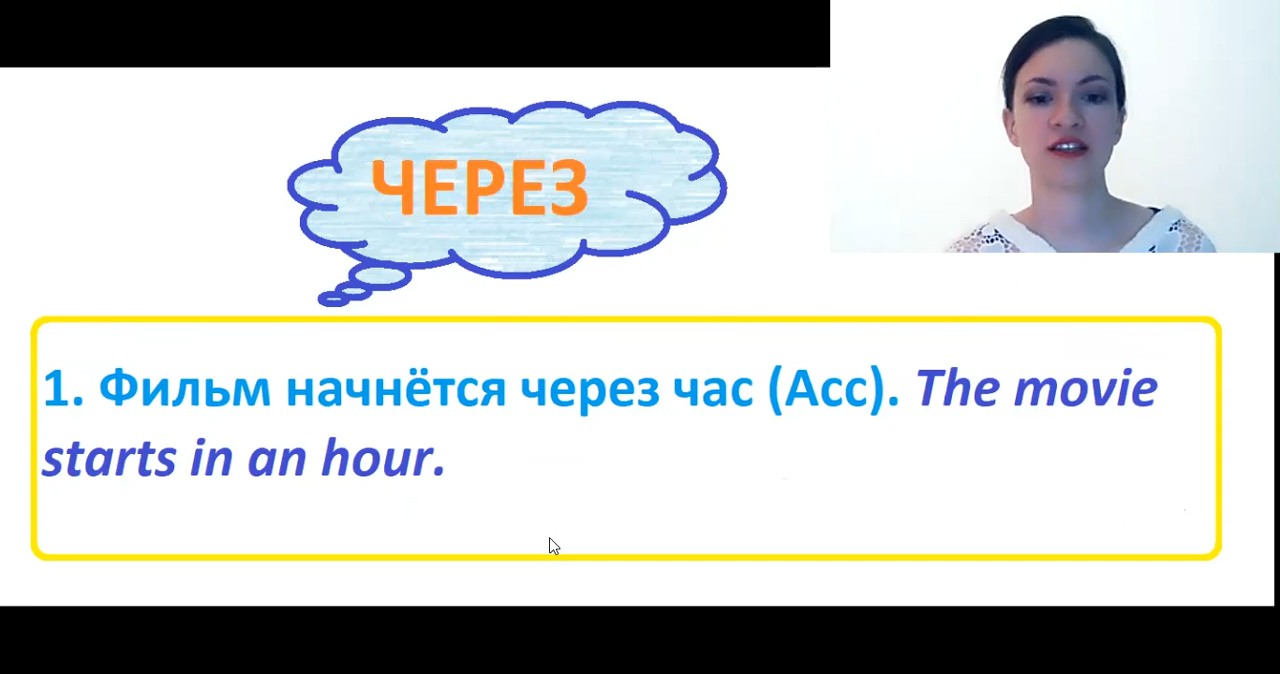 ЧЕРЕЗ
1. Фильм начнётся через час (Acc). The movie
starts in an hour.